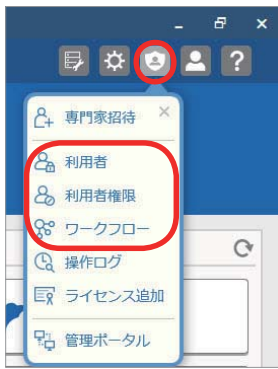 ?
専門家招待
利用者
利用者権限
ワークフロー
操作ログ
ライセンス追加
管理ポータル